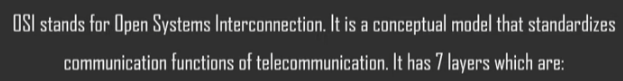 OSI stands for Open Systems Interconnection. It is a conceptual model that standardizes
communication functions of telecommunication. It has 7 layers which are: